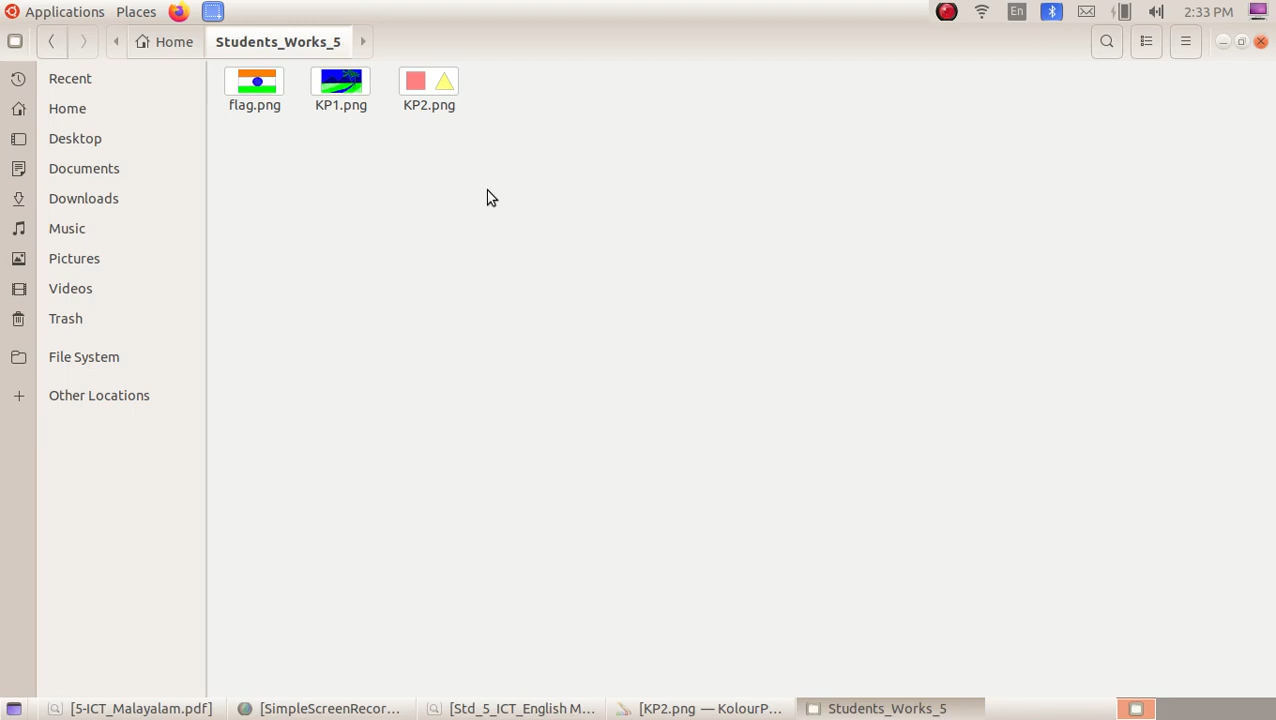 Applications Places En 2:33 PM
Home Students_Works_5
Recent
Home
Desktop
Documents
Downloads
Music
Pictures
Videos
Trash
File System
Other Locations
flag.png KP1.png KP2.png
[5-ICT_Malayalam.pdf] [SimpleScreenRecor... [Std_5_ICT_English M... [KP2.png — KolourP... Students_Works_5